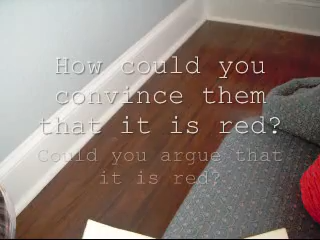 How could you
convince them
that it is red?
Could you argue that
it is red?